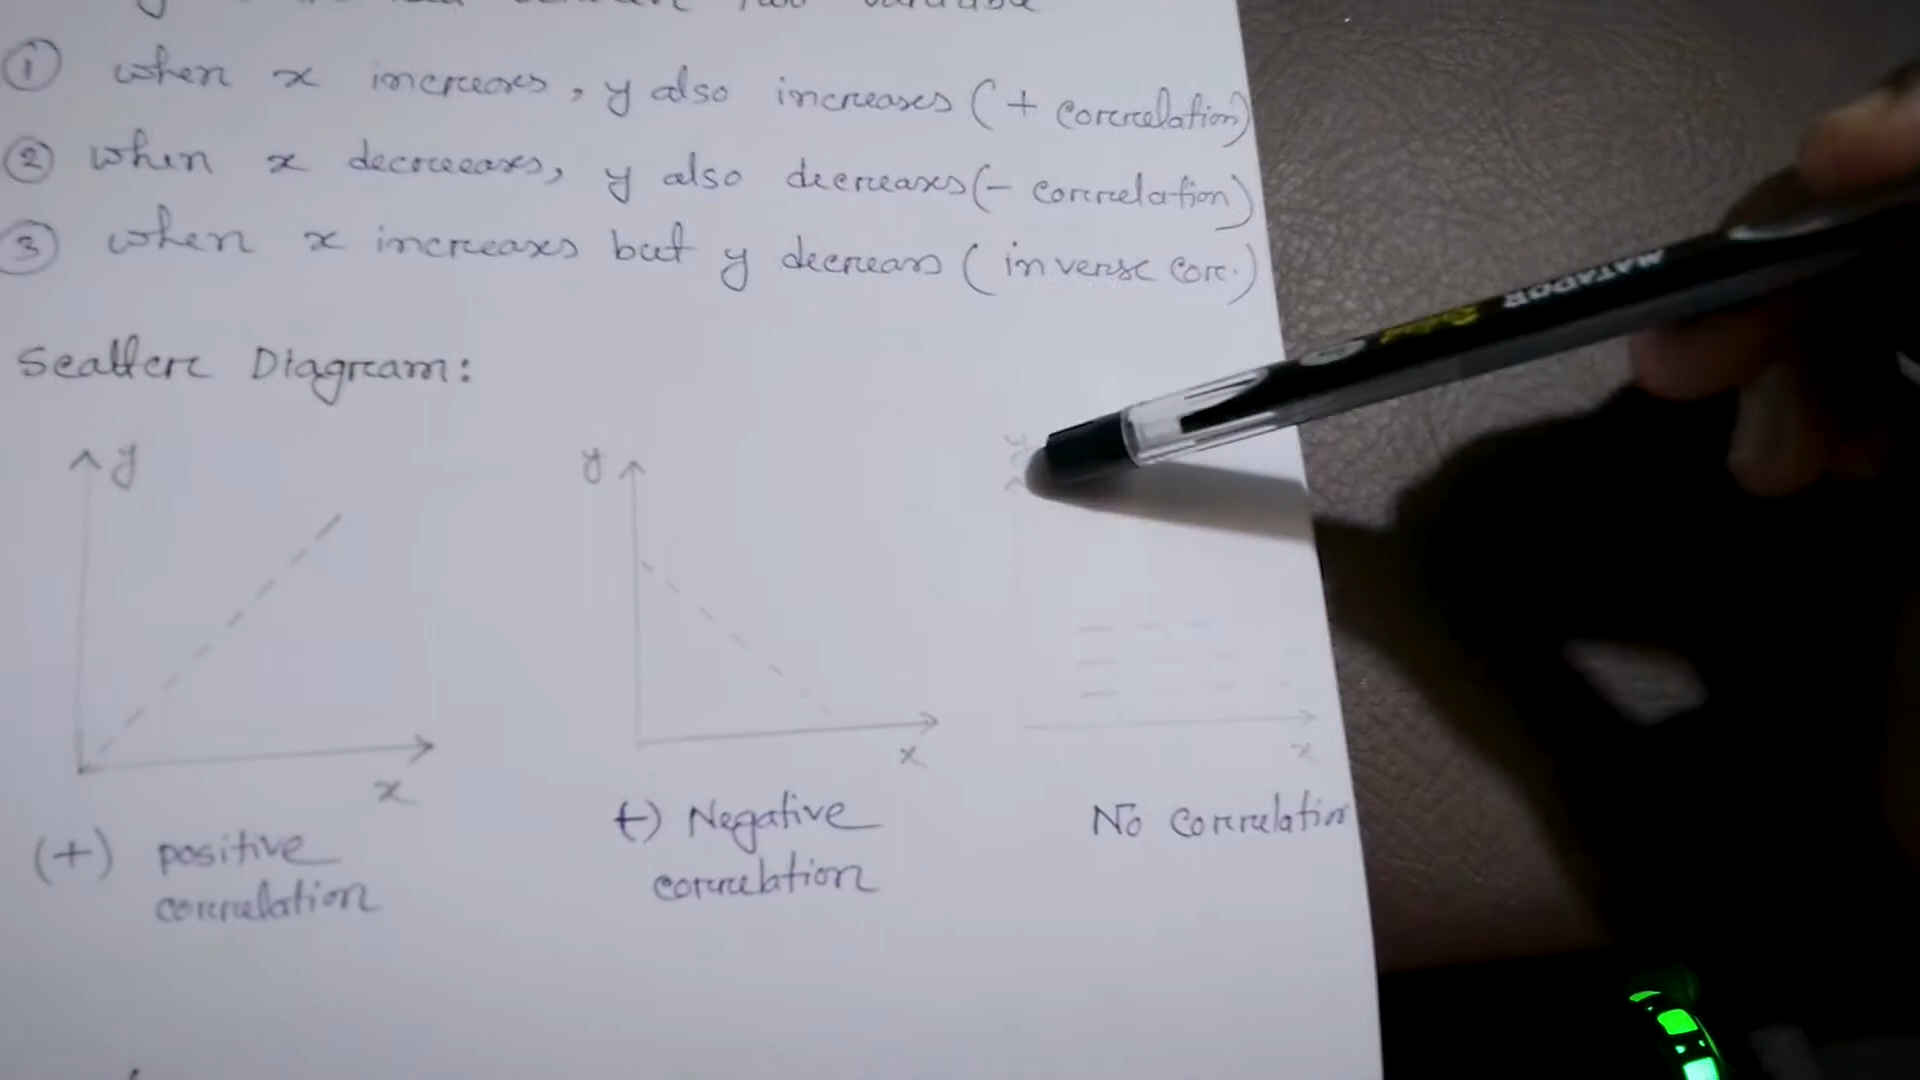 ① when x increases, y also increases (+ correlation)
② when x decreases, y also decreases (- correlation)
③ when x increases but y decreases (inverse corr.)
Scatter Diagram:
y
y
y
x
x
x
(+) positive
correlation
(-) Negative
correlation
No correlation
MATADOR